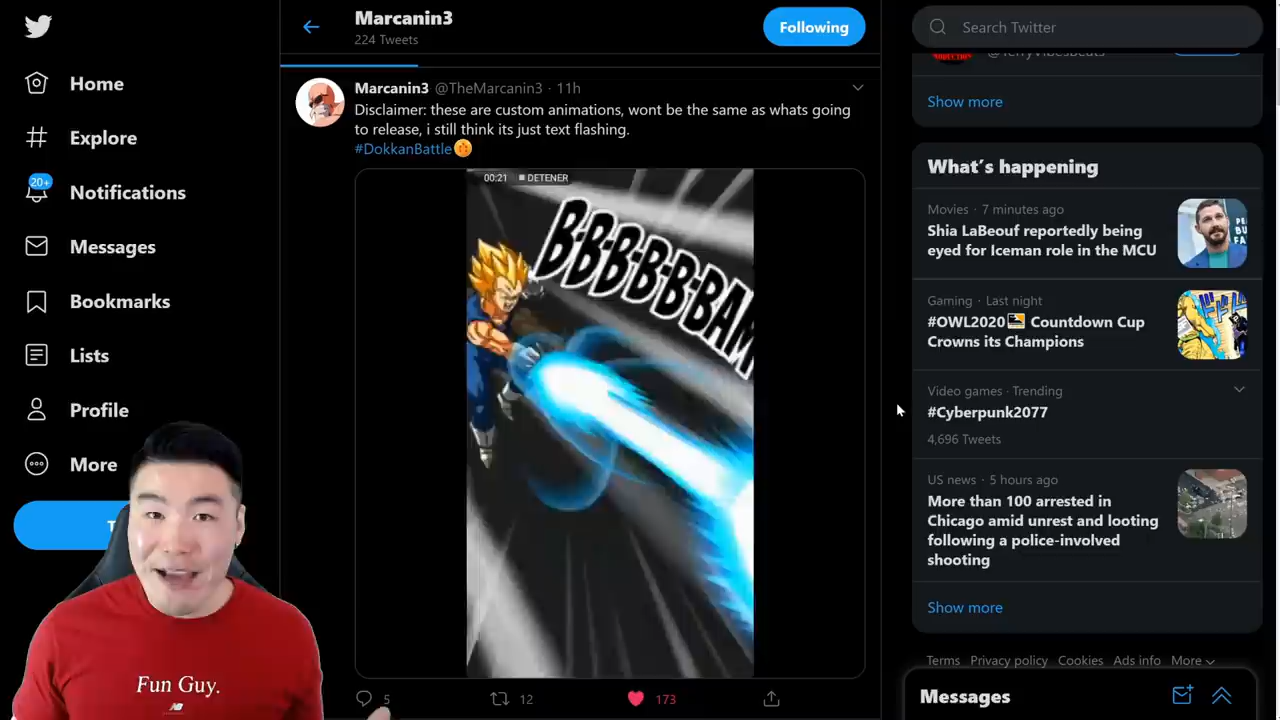 Home
Explore
20+
Notifications
Messages
Bookmarks
Lists
Profile
More
Fun Guy.
Marcanin3
224 Tweets
Following
Marcanin3 @TheMarcanin3 · 11h
Disclaimer: these are custom animations, wont be the same as whats going
to release, i still think its just text flashing.
#DokkanBattle
00:21 ■ DETENER
B-B-B-B-B-BAM
5
12
173
Search Twitter
Show more
What's happening
Movies · 7 minutes ago
Shia LaBeouf reportedly being
eyed for Iceman role in the MCU
Gaming · Last night
#OWL2020 Countdown Cup
Crowns its Champions
Video games · Trending
#Cyberpunk2077
4,696 Tweets
US news · 5 hours ago
More than 100 arrested in
Chicago amid unrest and looting
following a police-involved
shooting
Show more
Terms Privacy policy Cookies Ads info More
Messages